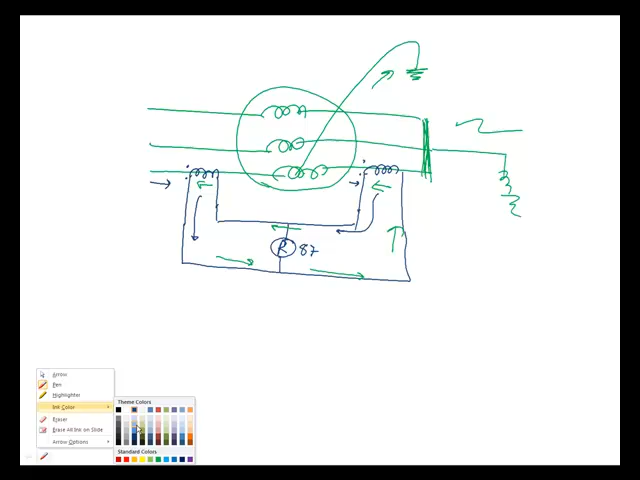 R 87
Arrow
Pen
Highlighter
Ink Color
Eraser
Erase All Ink on Slide
Arrow Options
Theme Colors
Standard Colors